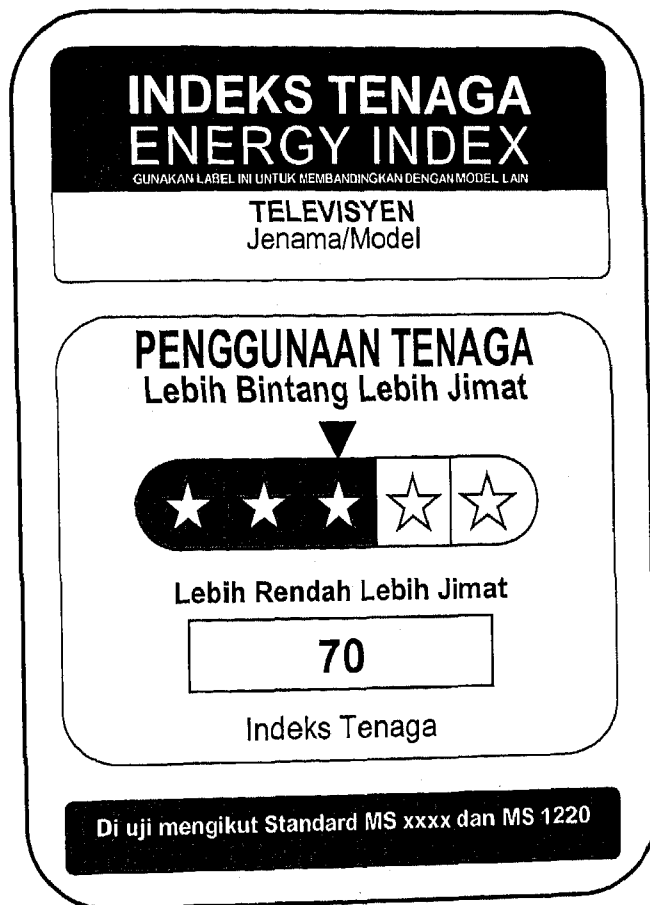 INDEKS TENAGA
ENERGY INDEX
GUNAKAN LABEL INI UNTUK MEMBANDINGKAN DENGAN MODEL LAIN
TELEVISYEN
Jenama/Model
PENGGUNAAN TENAGA
Lebih Bintang Lebih Jimat
Lebih Rendah Lebih Jimat
70
Indeks Tenaga
Di uji mengikut Standard MS xxxx dan MS 1220